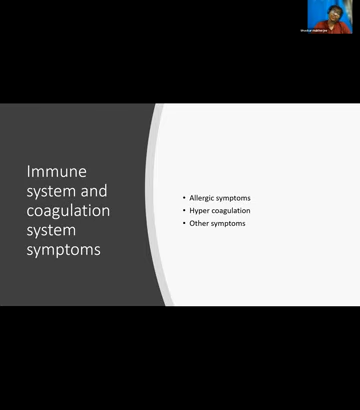 Immune
system and
coagulation
system
symptoms
• Allergic symptoms
• Hyper coagulation
• Other symptoms